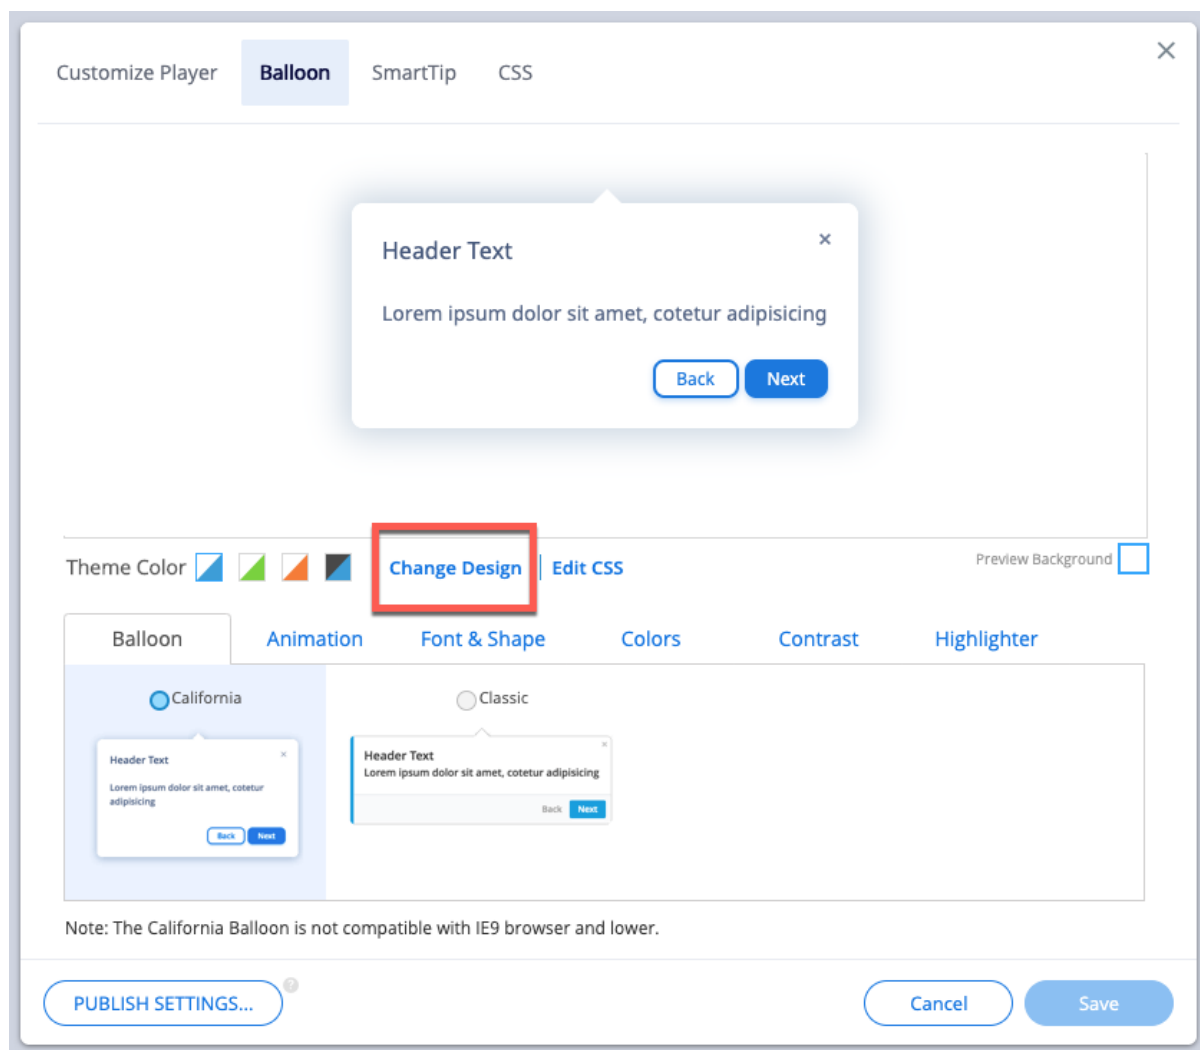 Customize Player Balloon SmartTip CSS
Header Text
Lorem ipsum dolor sit amet, cotetur adipisicing
Back Next
Theme Color Change Design Edit CSS Preview Background
Balloon Animation Font & Shape Colors Contrast Highlighter
California Classic
Header Text
Lorem ipsum dolor sit amet, cotetur
adipisicing
Back Next
Header Text
Lorem ipsum dolor sit amet, cotetur adipisicing
Back Next
Note: The California Balloon is not compatible with IE9 browser and lower.
PUBLISH SETTINGS... ? Cancel Save